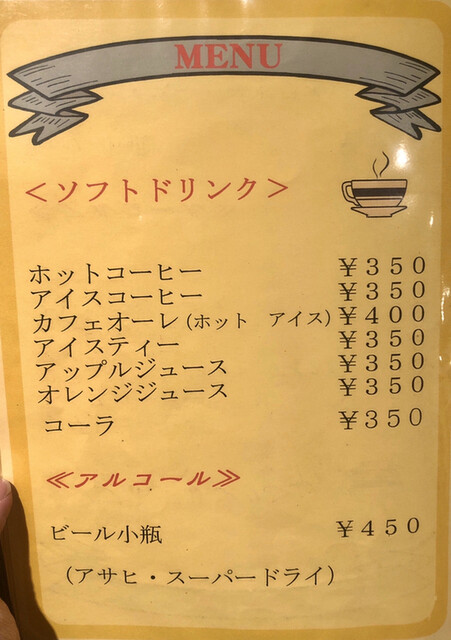 MENU
＜ソフトドリンク＞
ホットコーヒー ￥３５０
アイスコーヒー ￥３５０
カフェオーレ(ホット　アイス) ￥４００
アイスティー ￥３５０
アップルジュース ￥３５０
オレンジジュース ￥３５０
コーラ ￥３５０
≪アルコール≫
ビール小瓶 ￥４５０
（アサヒ・スーパードライ）